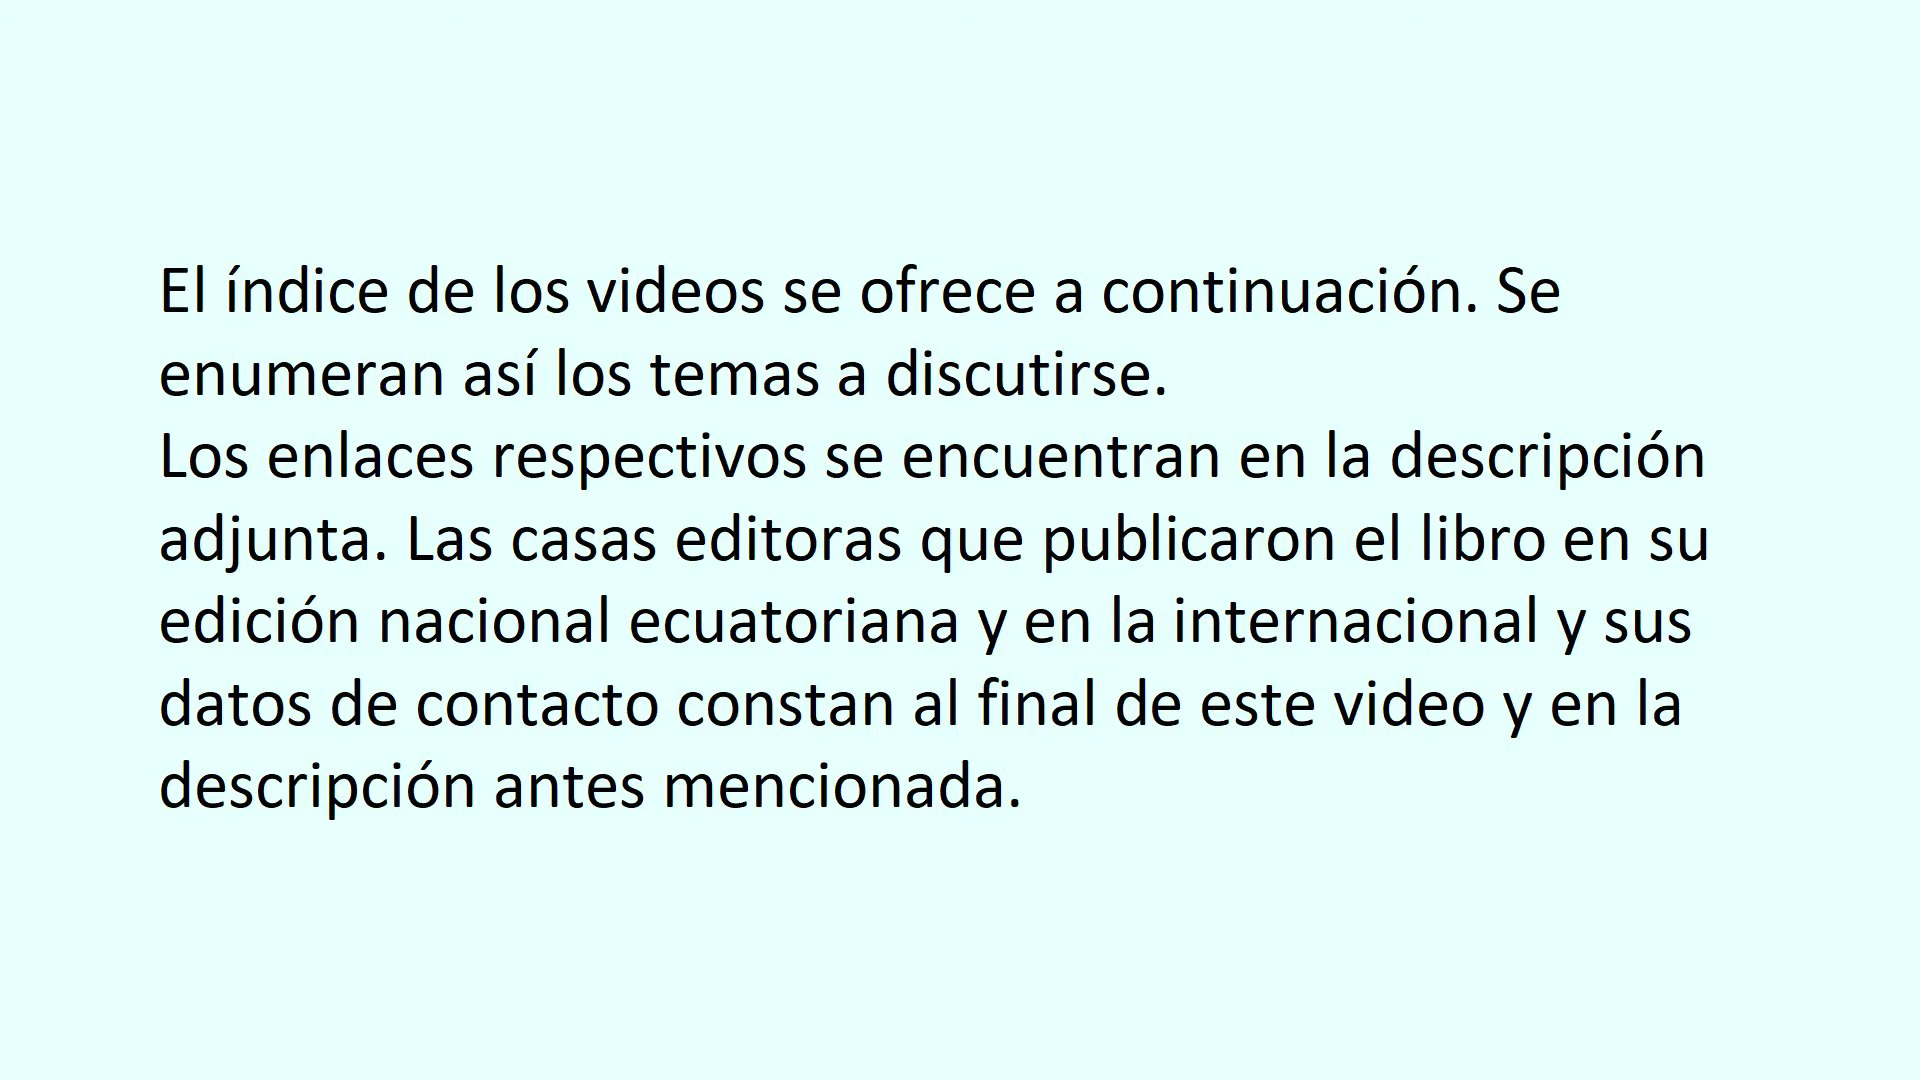 El índice de los videos se ofrece a continuación. Se
enumeran así los temas a discutirse.
Los enlaces respectivos se encuentran en la descripción
adjunta. Las casas editoras que publicaron el libro en su
edición nacional ecuatoriana y en la internacional y sus
datos de contacto constan al final de este video y en la
descripción antes mencionada.